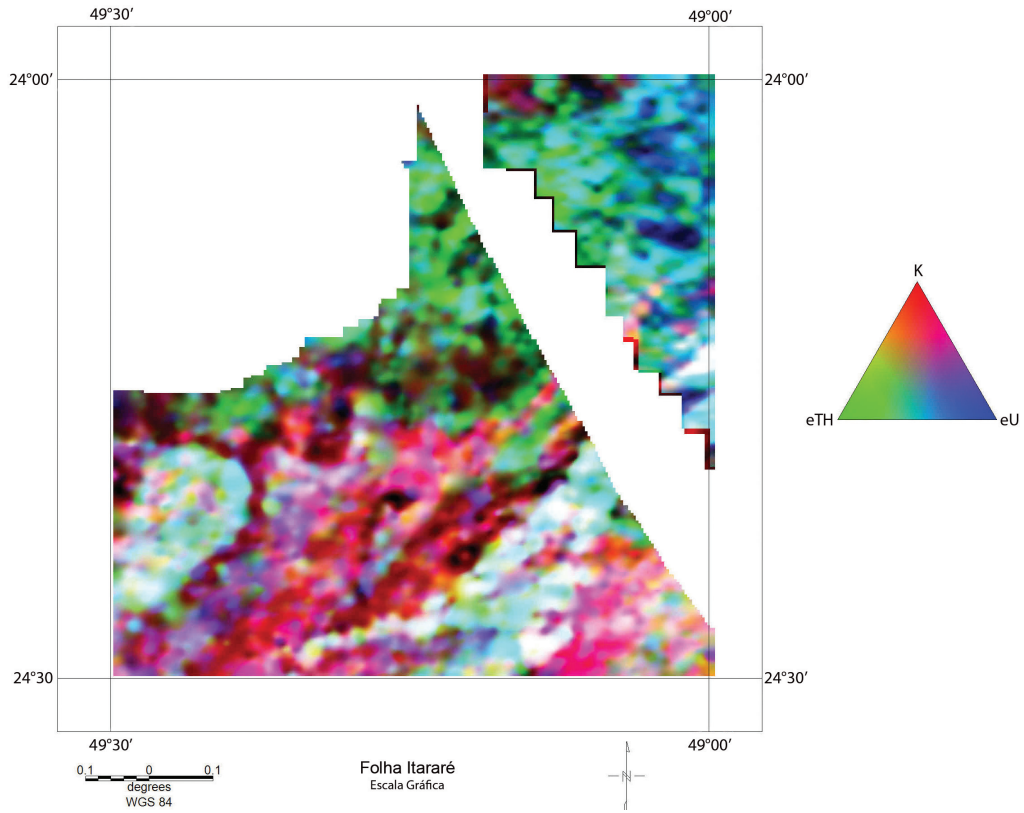 49°30′
49°00′
24°00′
24°00′
K
eTH
eU
24°30
24°30′
49°30′
49°00′
0.1 0 0.1
degrees
WGS 84
Folha Itararé
Escala Gráfica
N